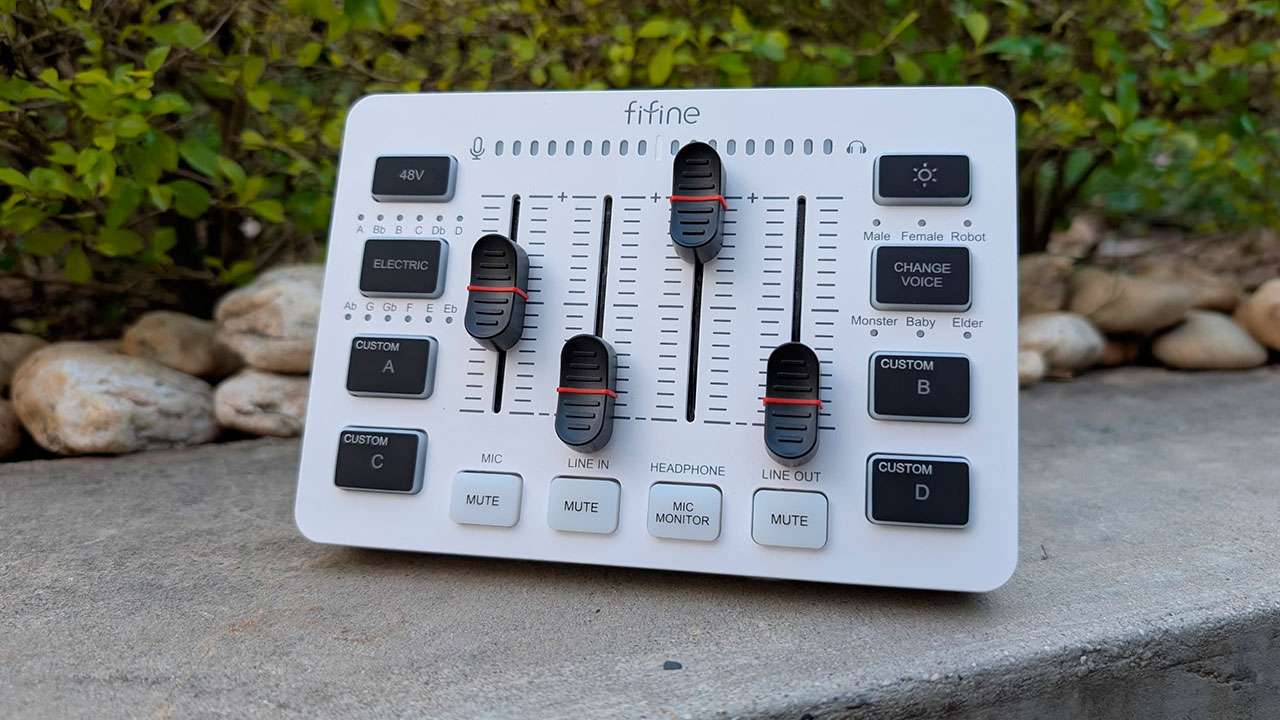 fifine
48V
A Bb B C Db D
ELECTRIC
Ab G Gb F E Eb
CUSTOM
A
CUSTOM
C
+ + +
MIC
MUTE
LINE IN
MUTE
HEADPHONE
MIC
MONITOR
LINE OUT
MUTE
Male Female Robot
CHANGE
VOICE
Monster Baby Elder
CUSTOM
B
CUSTOM
D